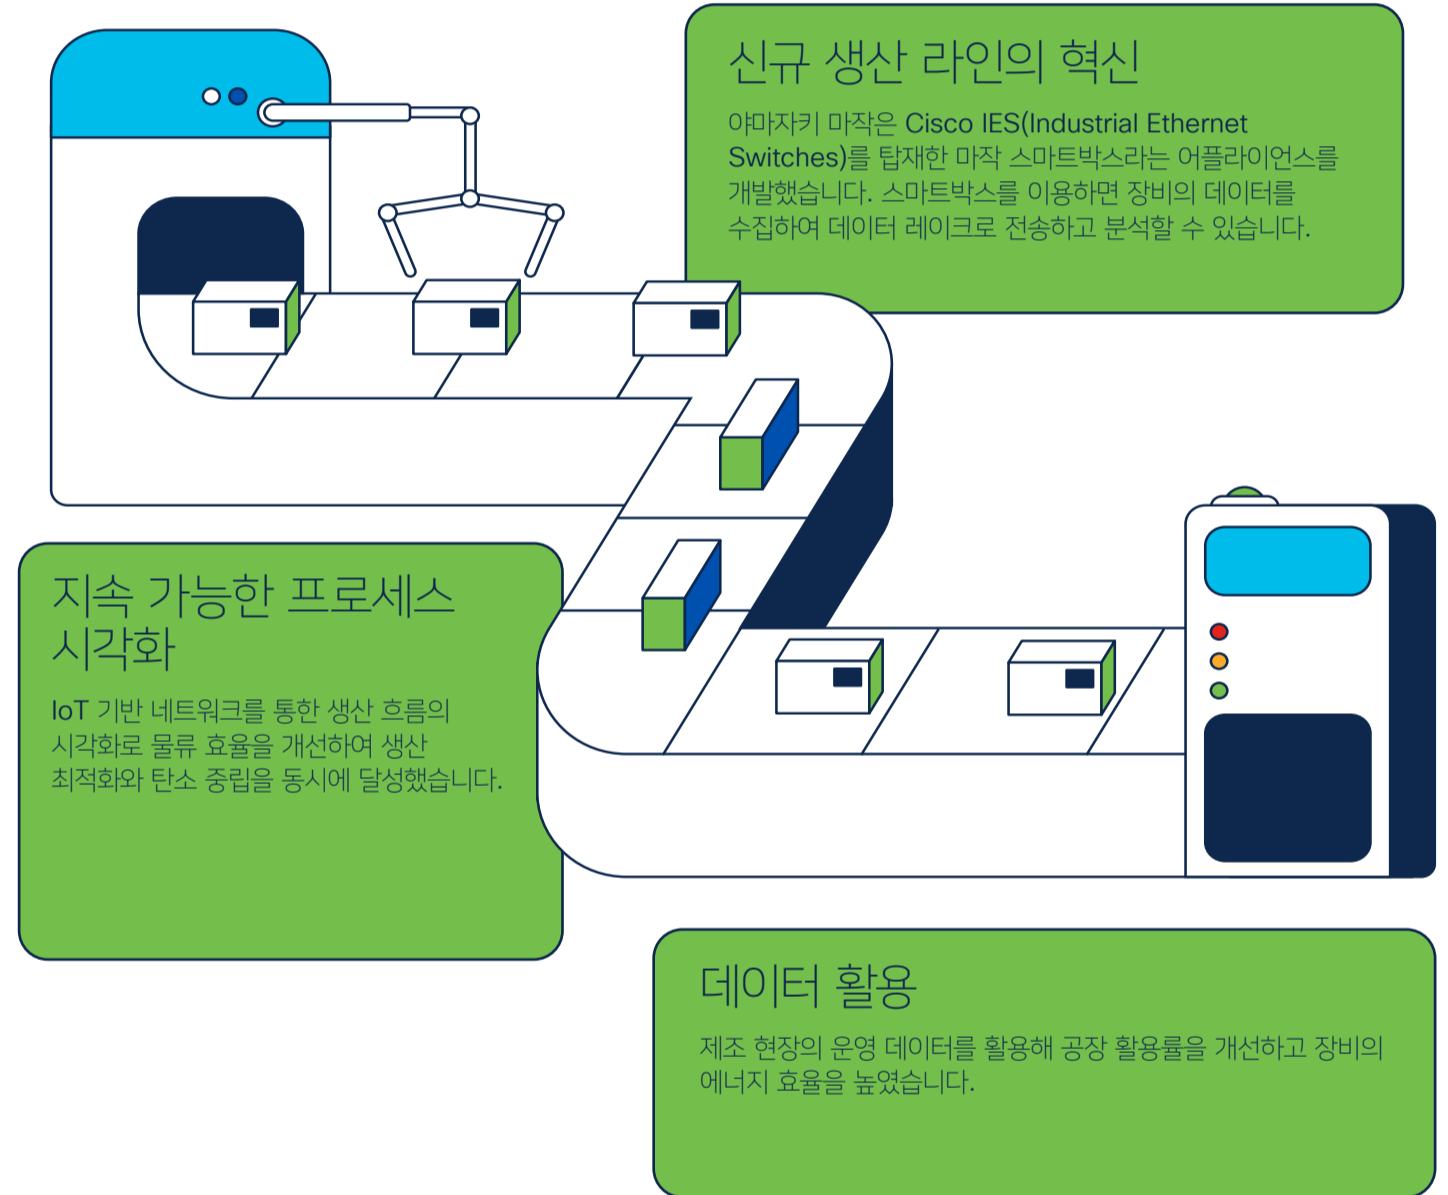 신규 생산 라인의 혁신
야마자키 마작은 Cisco IES(Industrial Ethernet
Switches)를 탑재한 마작 스마트박스라는 어플라이언스를
개발했습니다. 스마트박스를 이용하면 장비의 데이터를
수집하여 데이터 레이크로 전송하고 분석할 수 있습니다.
지속 가능한 프로세스
시각화
IoT 기반 네트워크를 통한 생산 흐름의
시각화로 물류 효율을 개선하여 생산
최적화와 탄소 중립을 동시에 달성했습니다.
데이터 활용
제조 현장의 운영 데이터를 활용해 공장 활용률을 개선하고 장비의
에너지 효율을 높였습니다.